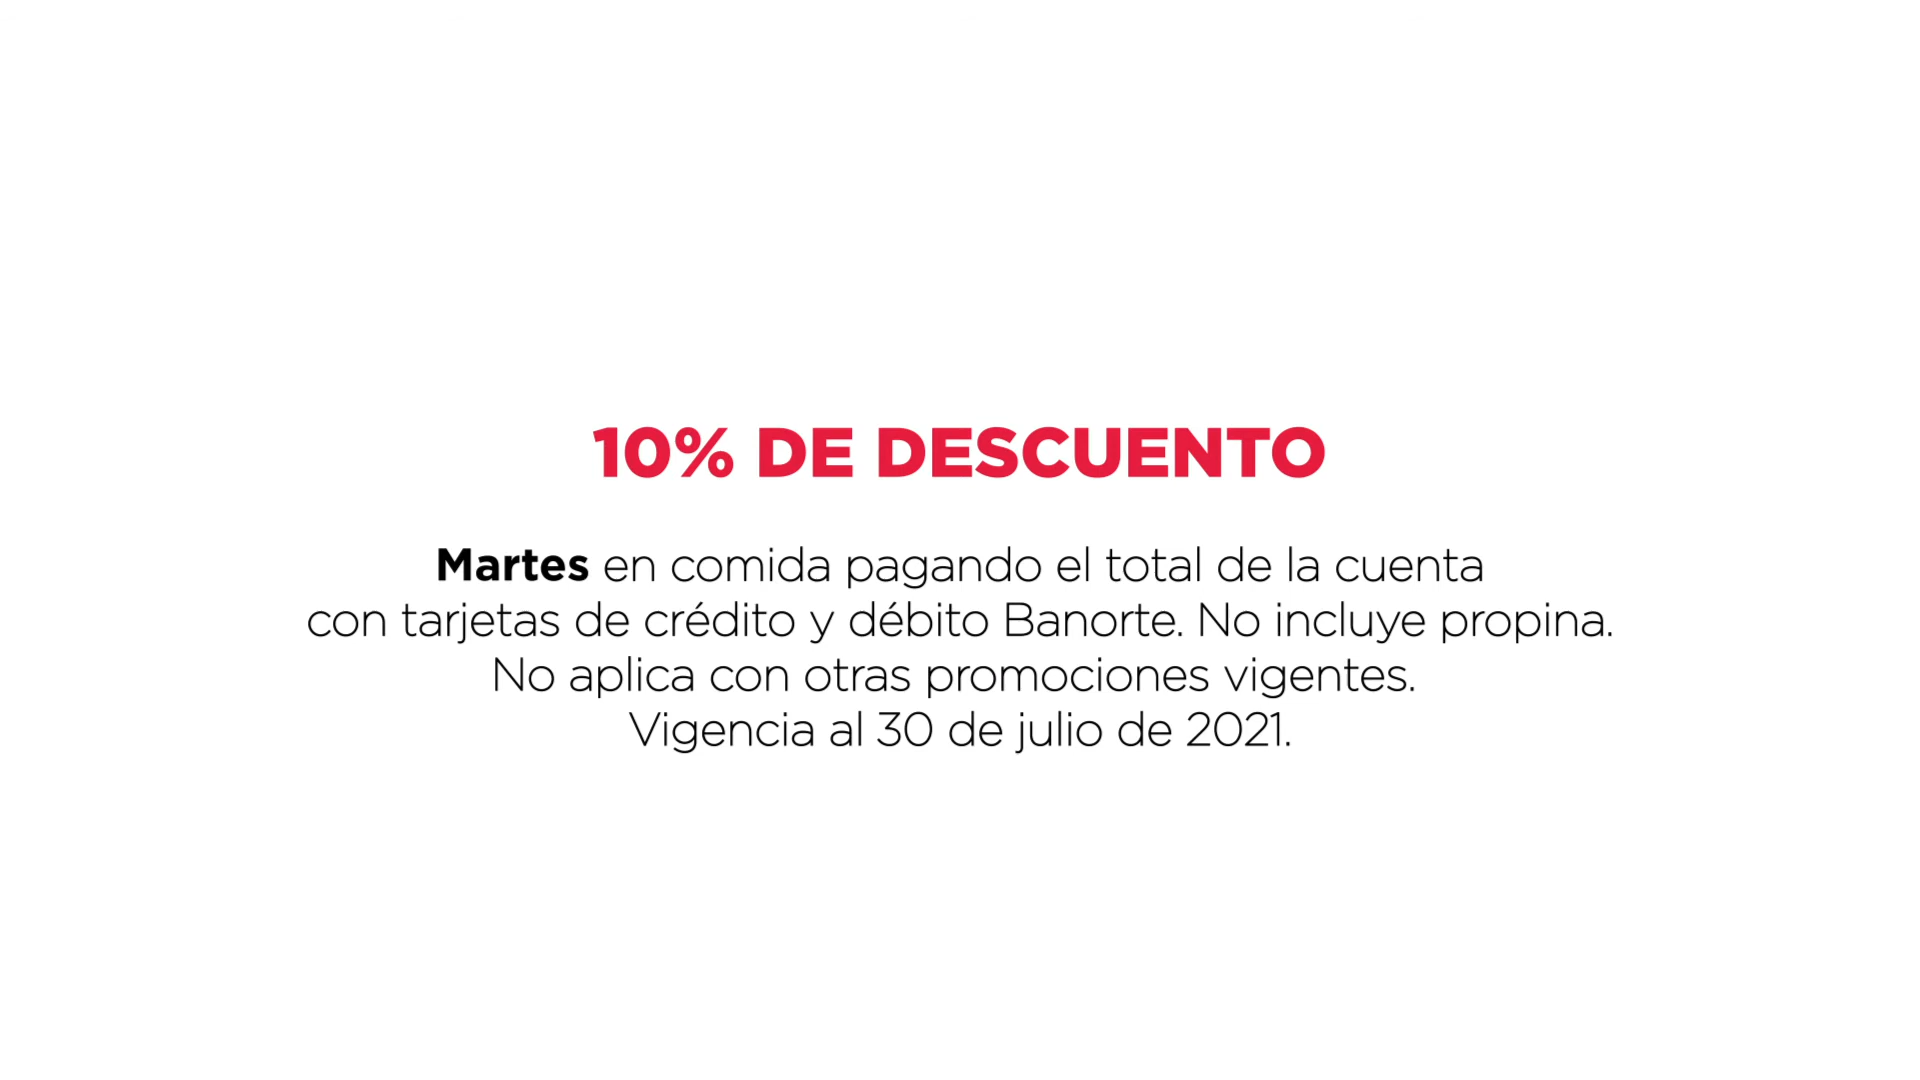 10% DE DESCUENTO
Martes en comida pagando el total de la cuenta
con tarjetas de crédito y débito Banorte. No incluye propina.
No aplica con otras promociones vigentes.
Vigencia al 30 de julio de 2021.